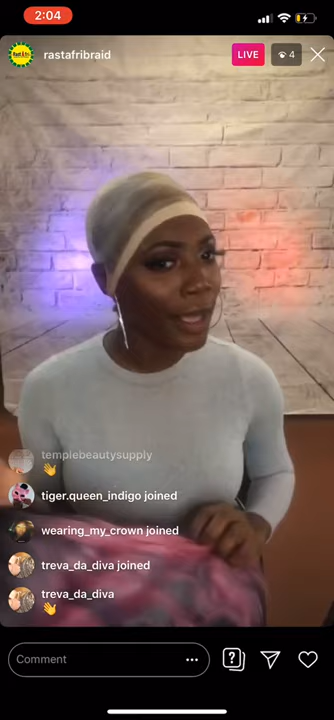 2:04
rastafribraid
LIVE
4
templebeautysupply
tiger.queen_indigo joined
wearing_my_crown joined
treva_da_diva joined
treva_da_diva
Comment